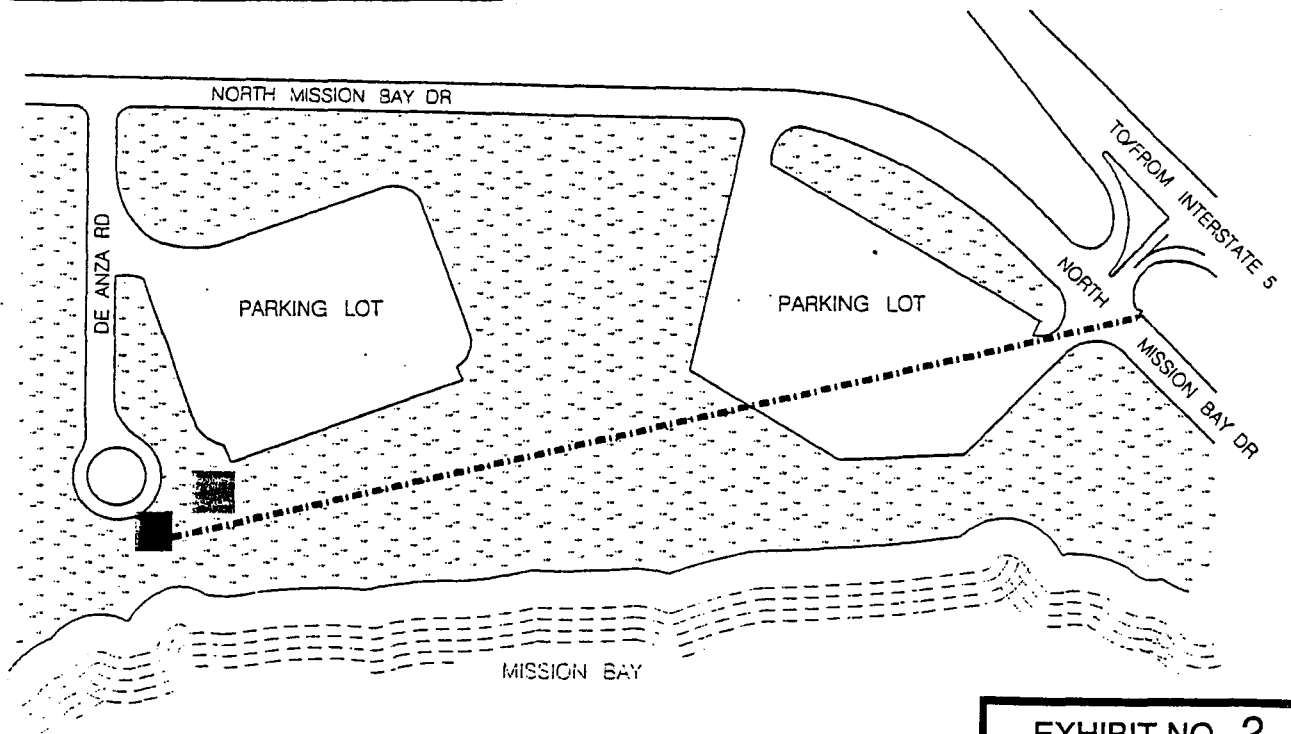 NORTH MISSION BAY DR
TO/FROM INTERSTATE 5
DE ANZA RD
PARKING LOT
PARKING LOT
NORTH
MISSION BAY DR
MISSION BAY
EXHIBIT NO. 2